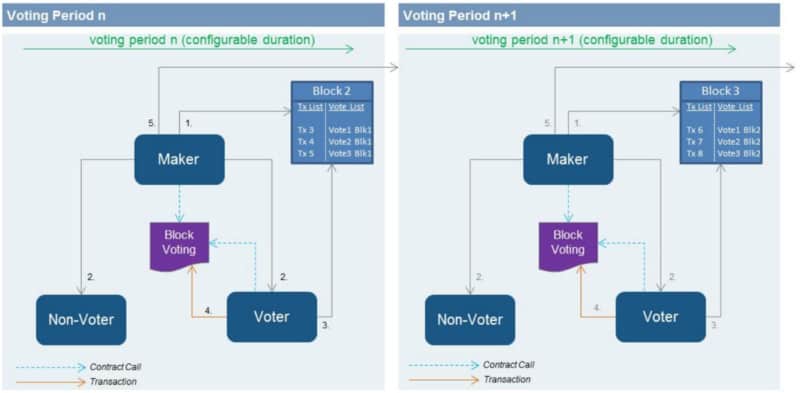 Voting Period n
voting period n (configurable duration)
Block 2
Tx List Vote List
Tx 3 Vote1 Blk1
Tx 4 Vote2 Blk1
Tx 5 Vote3 Blk1
5.
1.
Maker
Block
Voting
2.
2.
4.
Non-Voter
Voter
3.
Contract Call
Transaction
Voting Period n+1
voting period n+1 (configurable duration)
Block 3
Tx List Vote List
Tx 6 Vote1 Blk2
Tx 7 Vote2 Blk2
Tx 8 Vote3 Blk2
5.
1.
Maker
Block
Voting
2.
2.
4.
Non-Voter
Voter
3.
Contract Call
Transaction